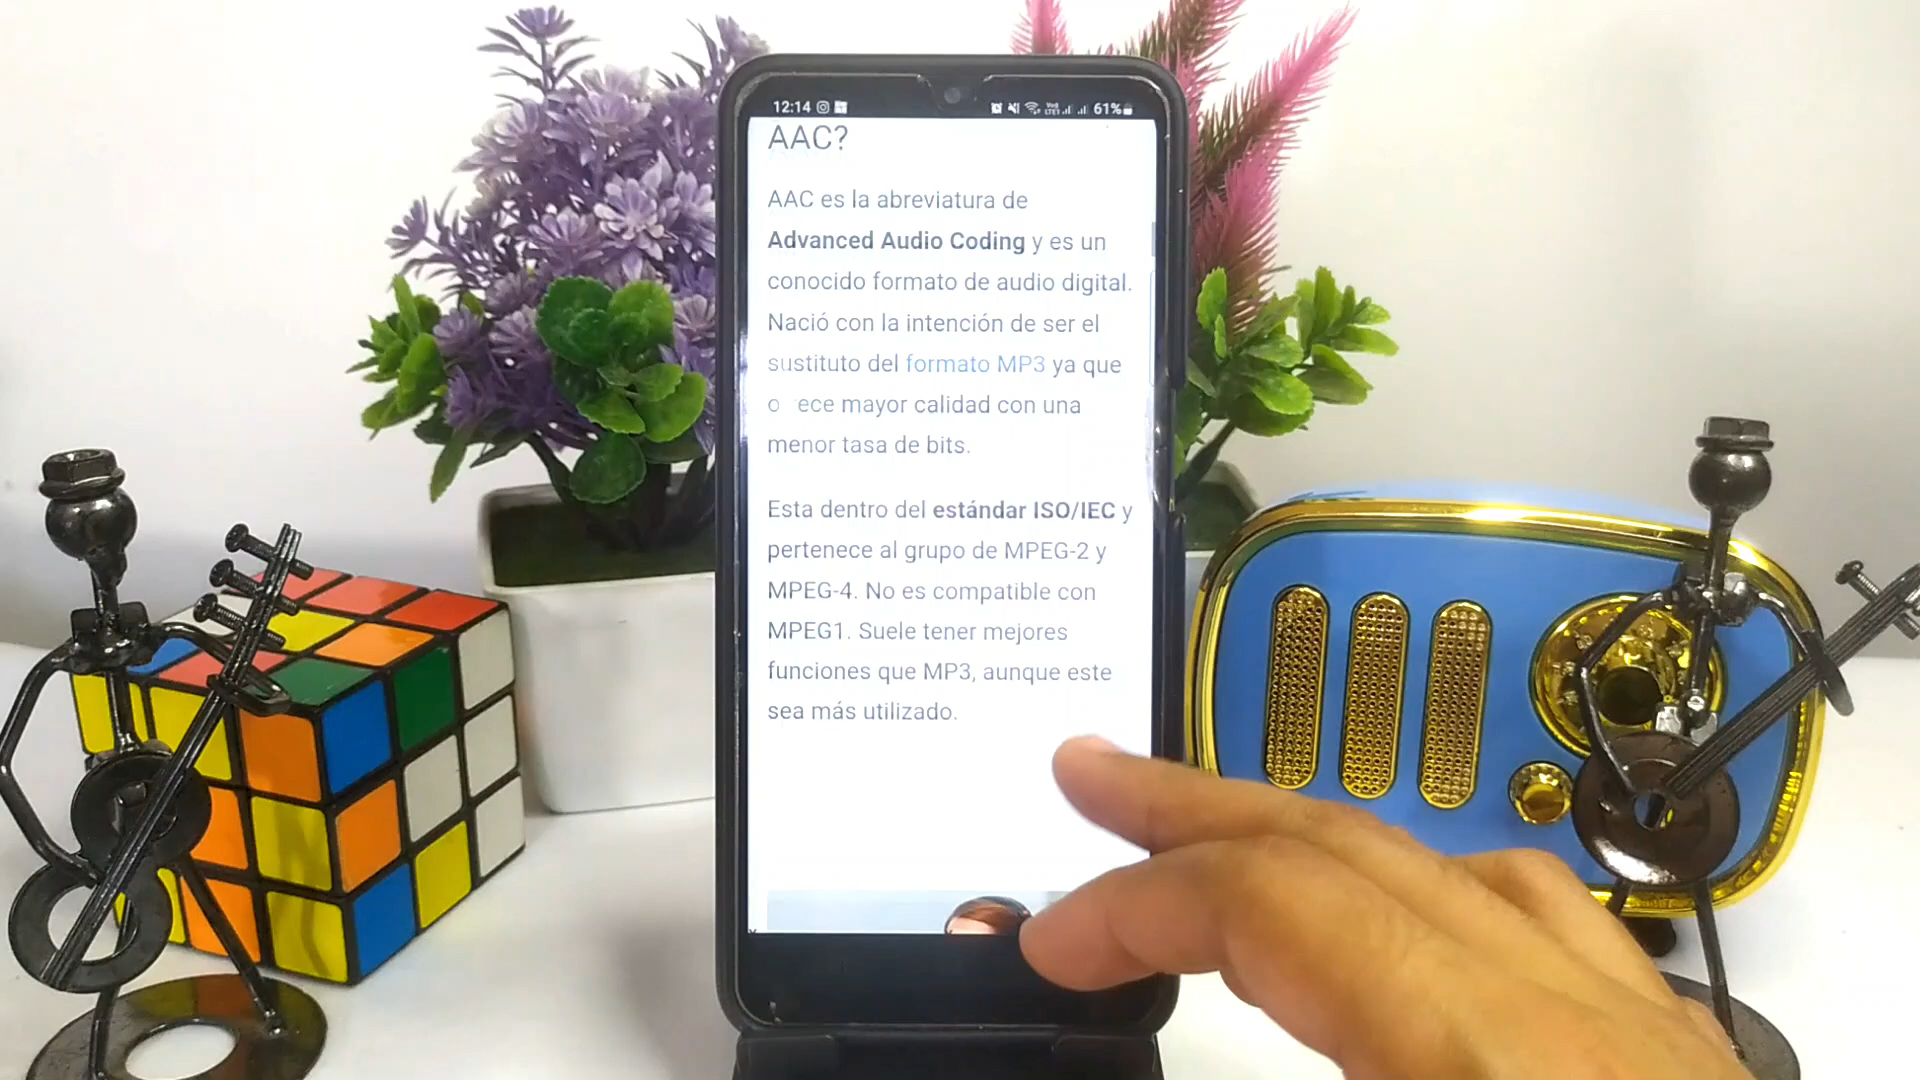 12:14 61%
AAC?
AAC es la abreviatura de
Advanced Audio Coding y es un
conocido formato de audio digital.
Nació con la intención de ser el
sustituto del formato MP3 ya que
o ece mayor calidad con una
menor tasa de bits.
Esta dentro del estándar ISO/IEC y
pertenece al grupo de MPEG-2 y
MPEG-4. No es compatible con
MPEG1. Suele tener mejores
funciones que MP3, aunque este
sea más utilizado.